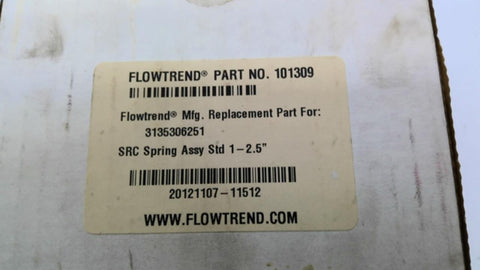 FLOWTREND® PART NO. 101309
Flowtrend® Mfg. Replacement Part For:
3135306251
SRC Spring Assy Std 1-2.5"
20121107-11512
WWW.FLOWTREND.COM